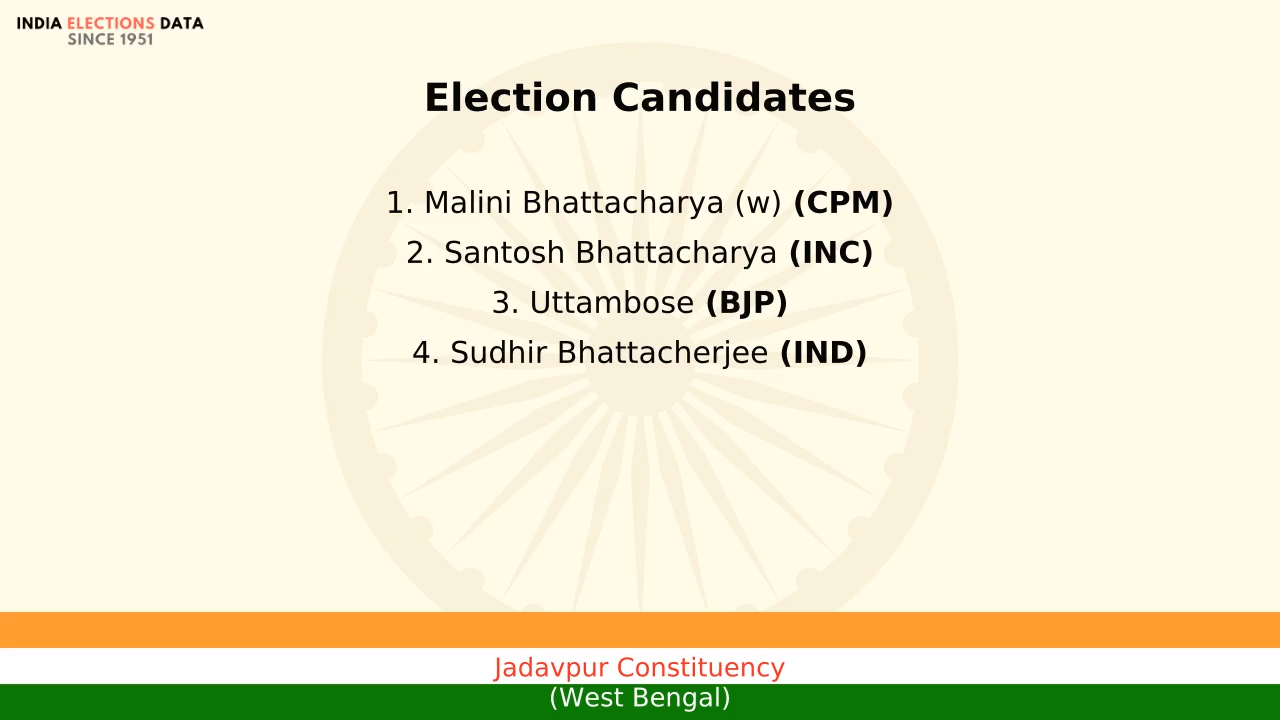 INDIA ELECTIONS DATA
SINCE 1951
Election Candidates
1. Malini Bhattacharya (w) (CPM)
2. Santosh Bhattacharya (INC)
3. Uttambose (BJP)
4. Sudhir Bhattacherjee (IND)
Jadavpur Constituency
(West Bengal)